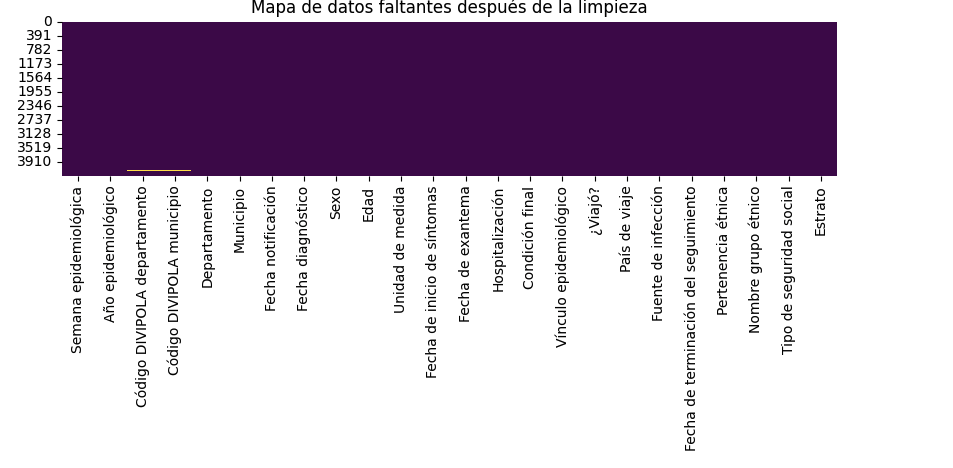 Mapa de datos faltantes después de la limpieza
0
391
782
1173
1564
1955
2346
2737
3128
3519
3910
Semana epidemiológica
Año epidemiológico
Código DIVIPOLA departamento
Código DIVIPOLA municipio
Departamento
Municipio
Fecha notificación
Fecha diagnóstico
Sexo
Edad
Unidad de medida
Fecha de inicio de síntomas
Fecha de exantema
Hospitalización
Condición final
Vínculo epidemiológico
¿Viajó?
País de viaje
Fuente de infección
Fecha de terminación del seguimiento
Pertenencia étnica
Nombre grupo étnico
Tipo de seguridad social
Estrato